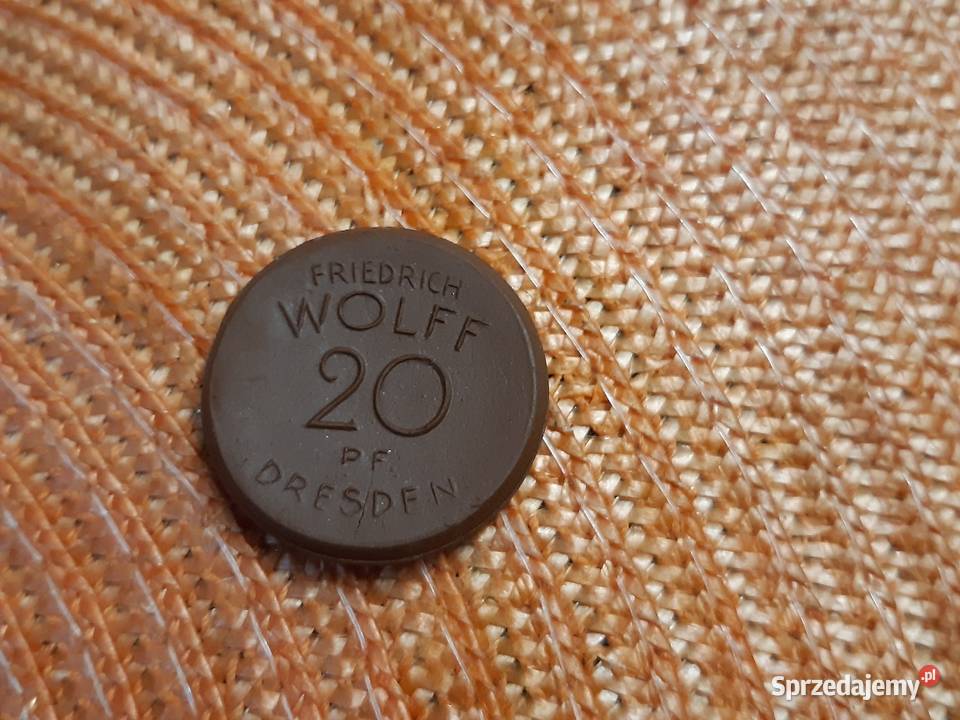 FRIEDRICH
WOLFF
20
PF.
DRESDEN
Sprzedajemy.pl